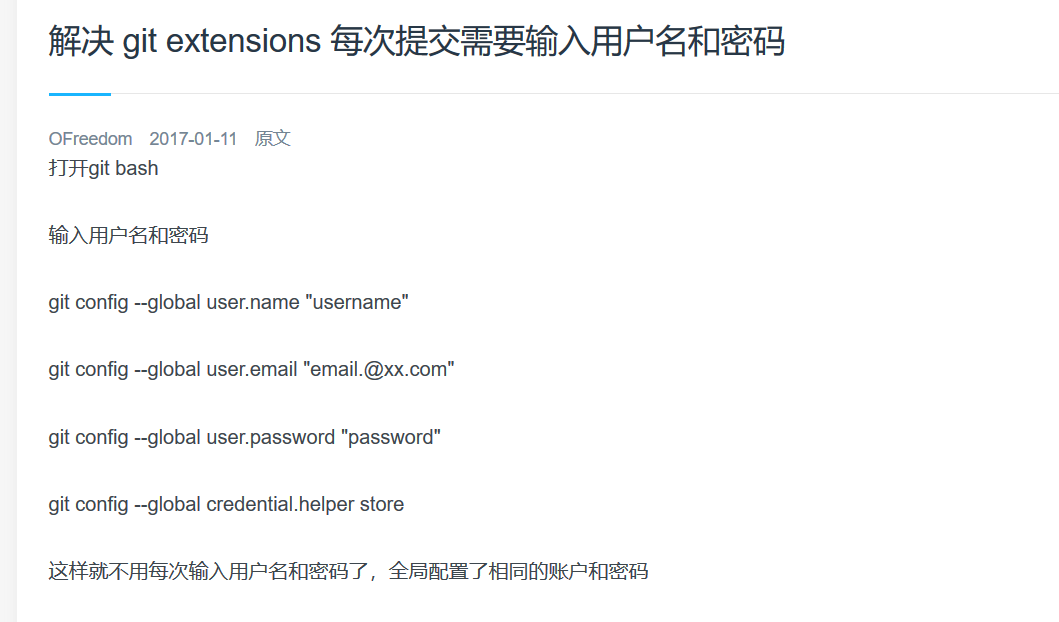 解决 git extensions 每次提交需要输入用户名和密码
OFreedom 2017-01-11 原文
打开git bash
输入用户名和密码
git config --global user.name "username"
git config --global user.email "email.@xx.com"
git config --global user.password "password"
git config --global credential.helper store
这样就不用每次输入用户名和密码了，全局配置了相同的账户和密码